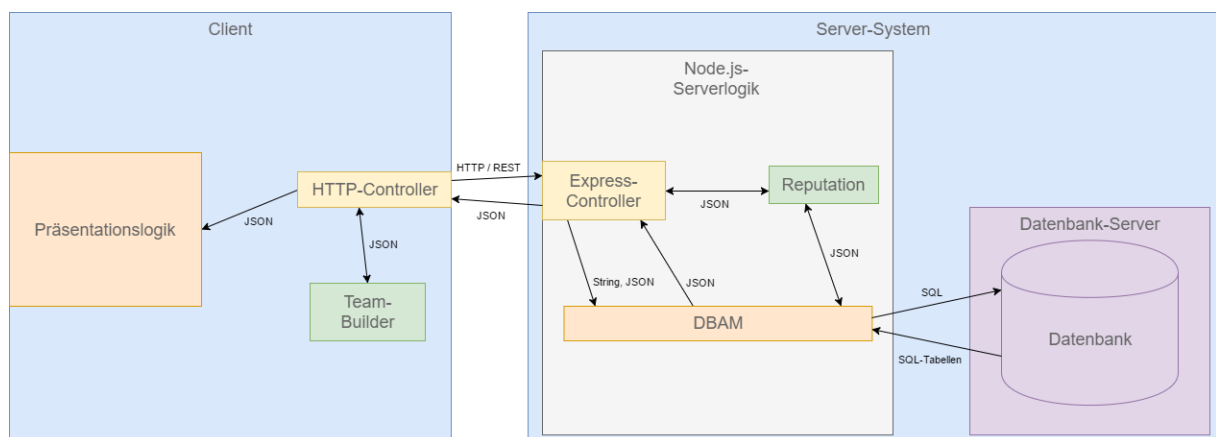 Client
Server-System
Node.js-
Serverlogik
HTTP / REST
Express-
Controller
Reputation
HTTP-Controller
JSON
JSON
JSON
Präsentationslogik
Datenbank-Server
JSON
JSON
String, JSON
JSON
Team-
Builder
SQL
DBAM
Datenbank
SQL-Tabellen